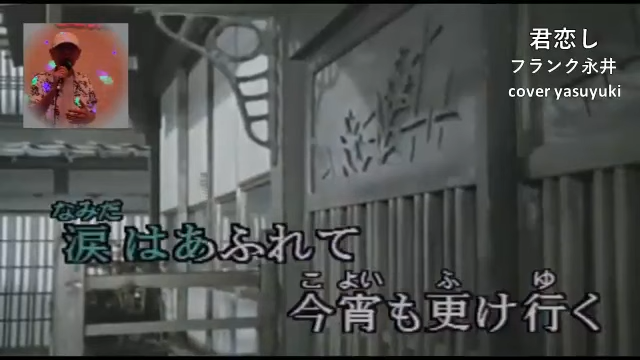 君恋し
フランク永井
cover yasuyuki
なみだ
涙はあふれて
こよい ふ ゆ
今宵も更け行く